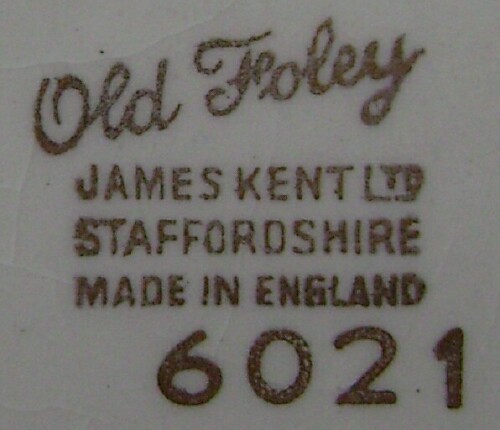 Old Foley
JAMES KENT LTD
STAFFORDSHIRE
MADE IN ENGLAND
6021